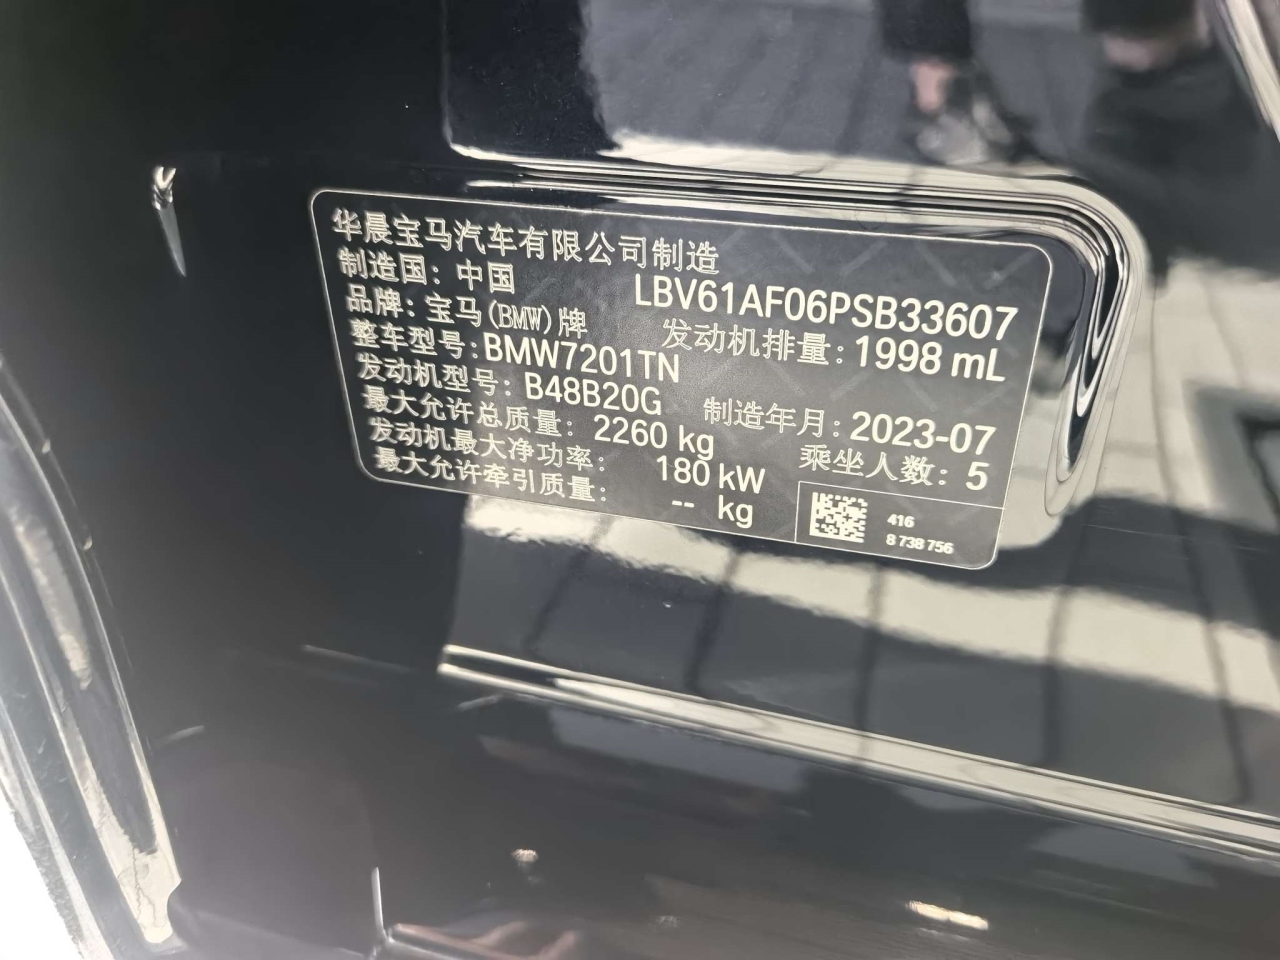 华晨宝马汽车有限公司制造
制造国：中国
LBV61AF06PSB33607
品牌：宝马(BMW)牌
发动机排量：1998 mL
整车型号：BMW7201TN
发动机型号：B48B20G
制造年月：2023-07
最大允许总质量：2260 kg
乘坐人数：5
发动机最大净功率：180 kW
最大允许牵引质量：-- kg
416
8 738 756